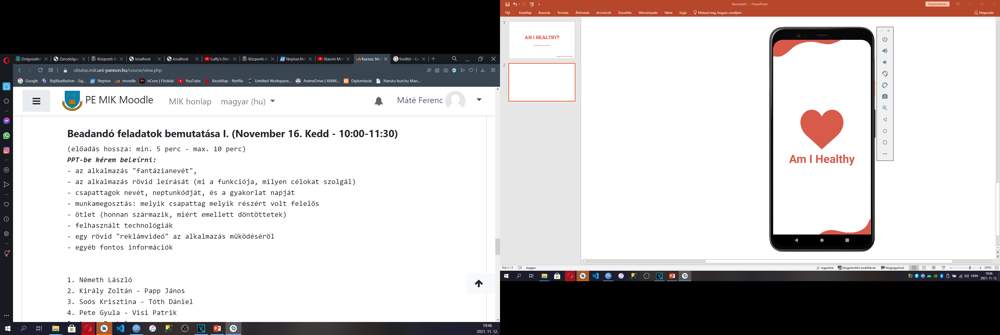 Dolgozatké
Zarodolgoz
Központi Az
localhost
localhost
Luffy's Devi
Központi Az
Neptun.Net
Xiaomi Mi
Kurzus: Mo
fordító - Go
oktatas.mik.uni-pannon.hu/course/view.php
Google
BigBlueButton - Saj...
Neptun
moodle
nCore | Főoldal
YouTube
Kezdőlap - Netflix
Untitled Workspace...
AnimeDrive | ANIM...
Diplomások
Naruto-kun.hu Man...
PE MIK Moodle
MIK honlap
magyar (hu)
Máté Ferenc
Beadandó feladatok bemutatása I. (November 16. Kedd - 10:00-11:30)
(előadás hossza: min. 5 perc - max. 10 perc)
PPT-be kérem beleírni:
- az alkalmazás "fantázianevét",
- az alkalmazás rövid leírását (mi a funkciója, milyen célokat szolgál)
- csapattagok nevét, neptunkódját, és a gyakorlat napját
- munkamegosztás: melyik csapattag melyik részért volt felelős
- ötlet (honnan származik, miért emellett döntöttetek)
- felhasznált technológiák
- egy rövid "reklámvideó" az alkalmazás működéséről
- egyéb fontos információk
1. Németh László
2. Király Zoltán - Papp János
3. Soós Krisztina - Tóth Dániel
4. Pete Gyula - Visi Patrik
19:46
2021. 11. 12.
Bemutató1 - PowerPoint
Bejelentkezés
Fájl
Kezdőlap
Beszúrás
Tervezés
Áttűnések
Animációk
Diavetítés
Véleményezés
Nézet
Súgó
Mutasd meg, hogyan csináljam
Megosztás
1
AM I HEALTHY?
2
Am I Healthy
Dia 2 / 2
magyar
Jegyzetek
Megjelenítési beállítások
Megjegyzések
200%
HUN
19:46
2021. 11. 12.